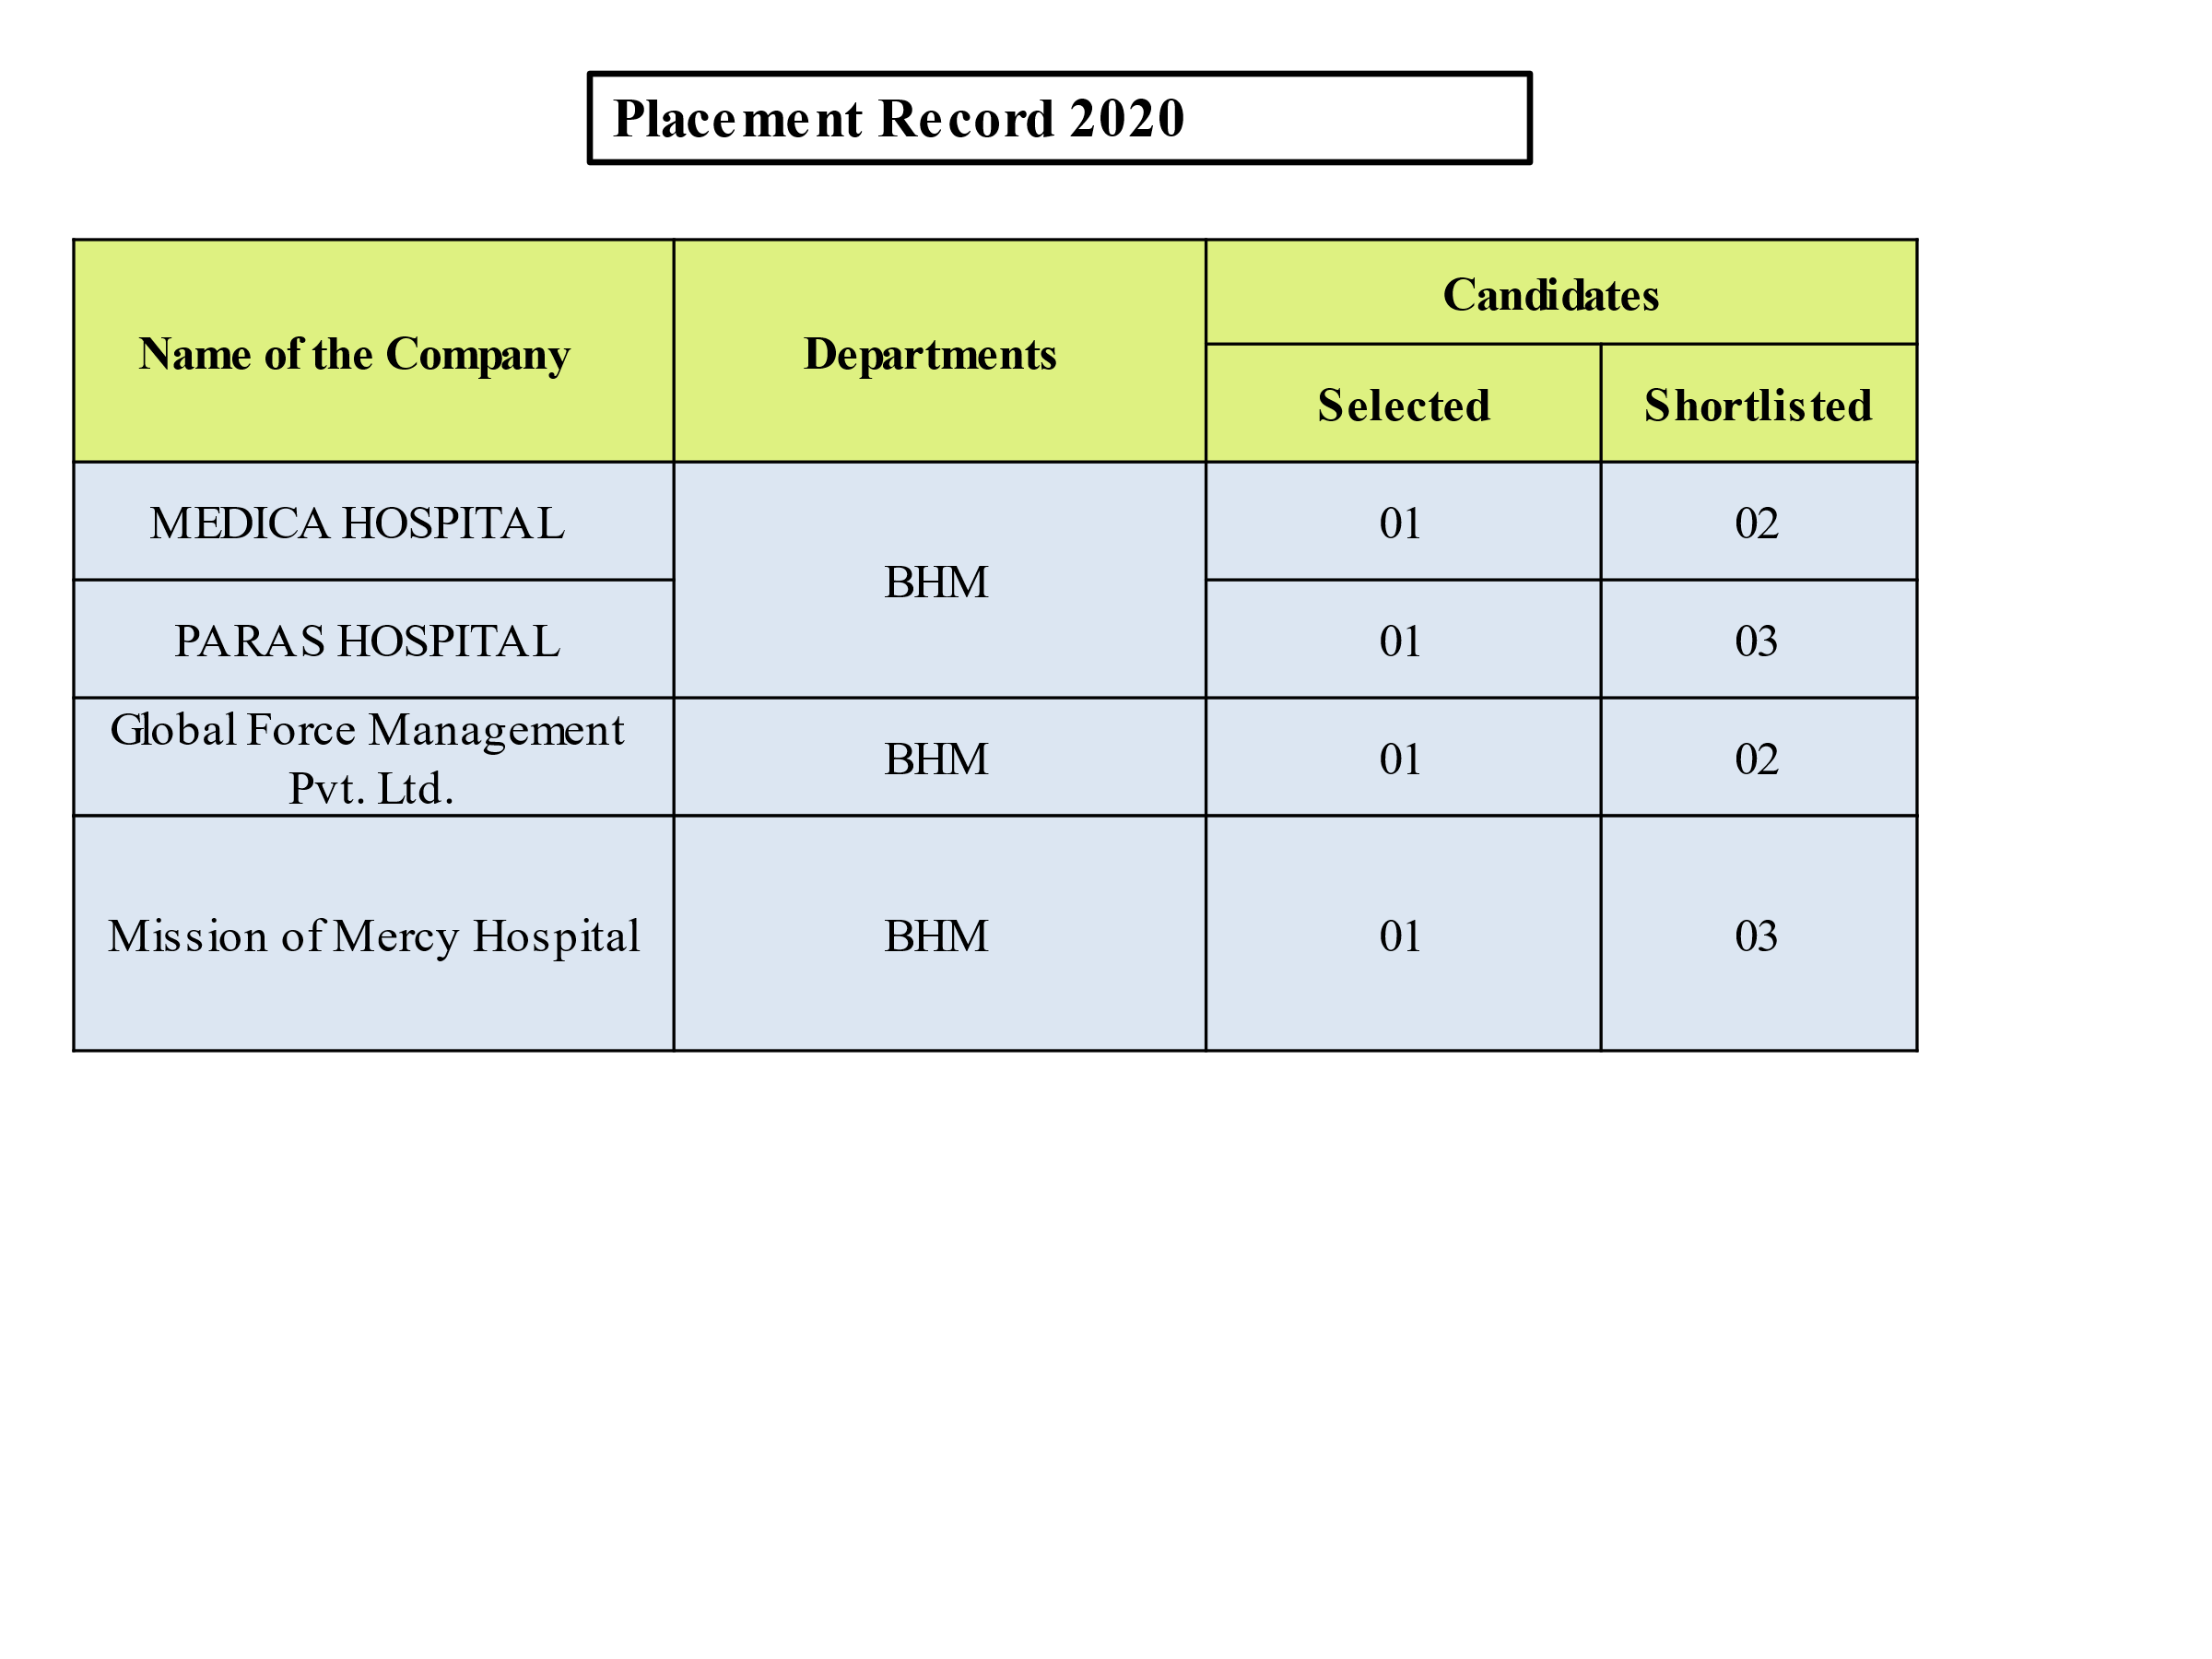 Placement Record 2020
Candidates
Name of the Company Departments
Selected Shortlisted
MEDICA HOSPITAL 01 02
BHM
PARAS HOSPITAL 01 03
Global Force Management
Pvt. Ltd. BHM 01 02
Mission of Mercy Hospital BHM 01 03